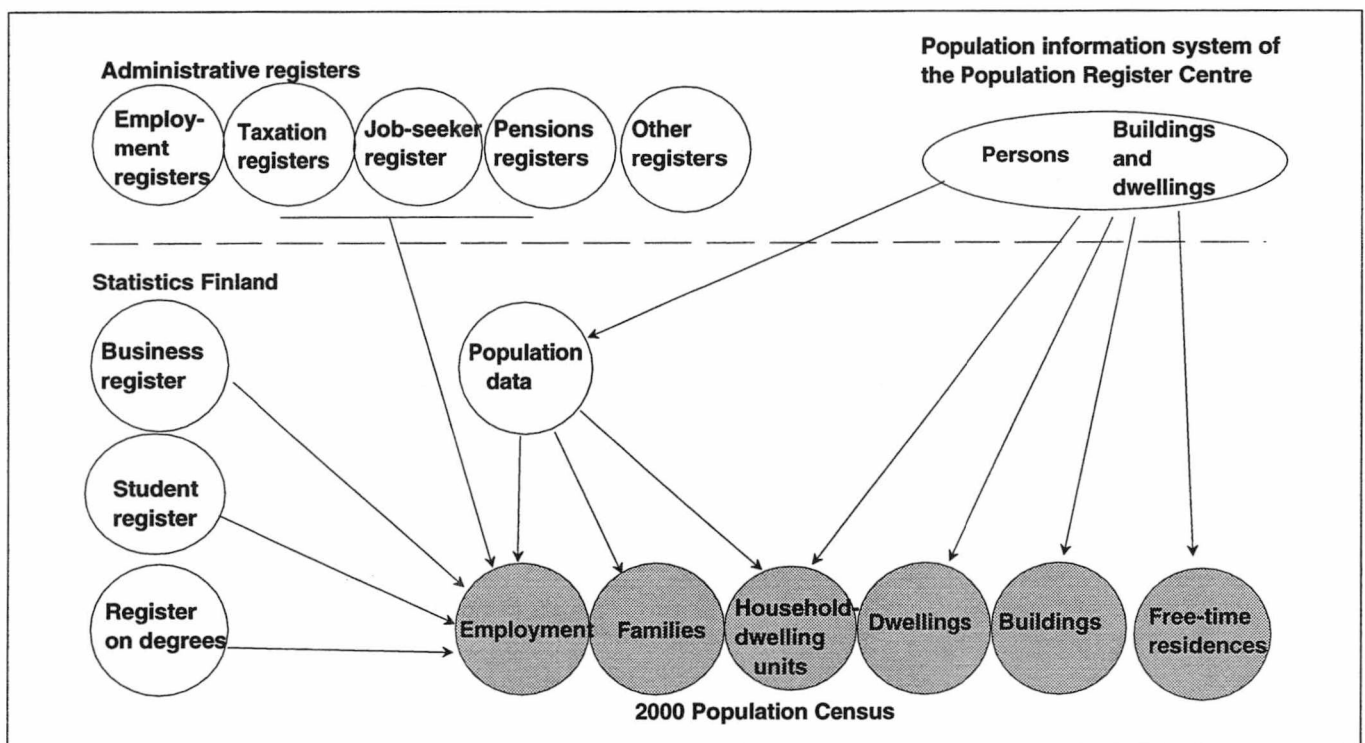 Administrative registers
Employ-
ment
registers
Taxation
registers
Job-seeker
register
Pensions
registers
Other
registers
Population information system of
the Population Register Centre
Persons
Buildings
and
dwellings
Statistics Finland
Business
register
Student
register
Register
on degrees
Population
data
Employment
Families
Household-
dwelling
units
Dwellings
Buildings
Free-time
residences
2000 Population Census